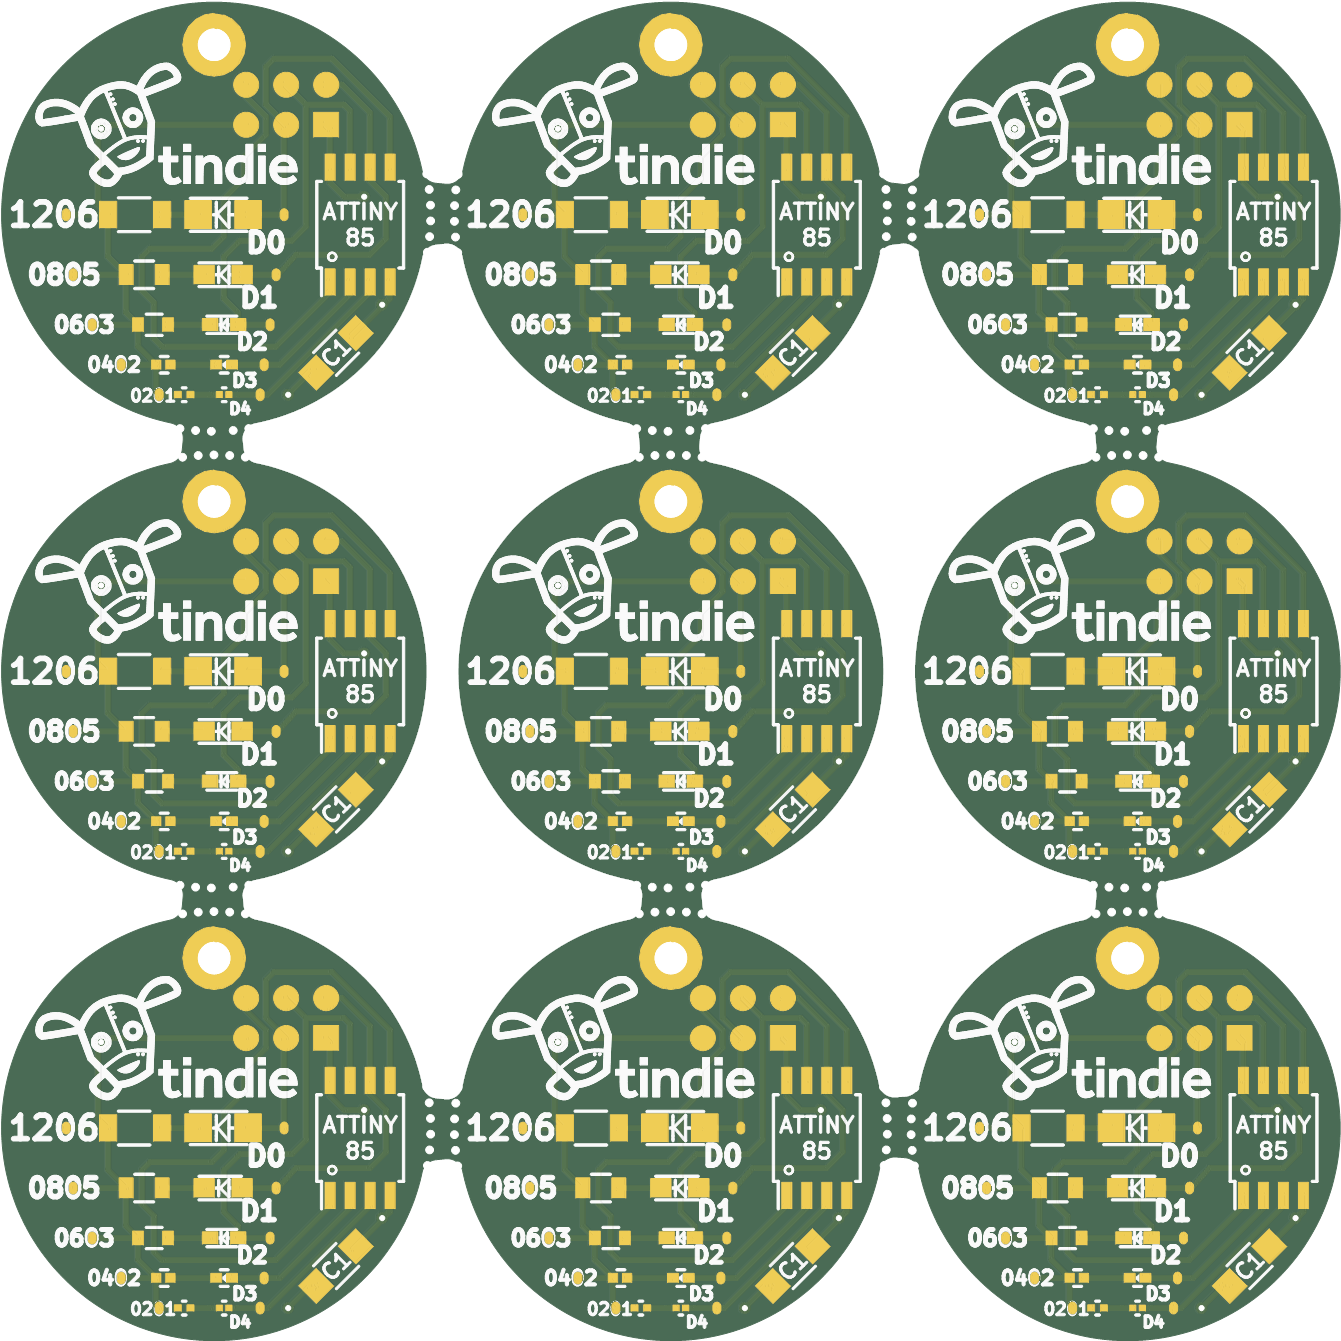 tindie tindie tindie
1206 ATTINY 1206 ATTINY 1206 ATTINY
85 85 85
D0 D0 D0
0805 0805 0805
D1 D1 D1
0603 0603 0603
D2 D2 D2
C1 C1 C1
0402 0402 0402
D3 D3 D3
0201 0201 0201
D4 D4 D4
tindie tindie tindie
1206 ATTINY 1206 ATTINY 1206 ATTINY
85 85 85
D0 D0 D0
0805 0805 0805
D1 D1 D1
0603 0603 0603
D2 D2 D2
C1 C1 C1
0402 0402 0402
D3 D3 D3
0201 0201 0201
D4 D4 D4
tindie tindie tindie
1206 ATTINY 1206 ATTINY 1206 ATTINY
85 85 85
D0 D0 D0
0805 0805 0805
D1 D1 D1
0603 0603 0603
D2 D2 D2
C1 C1 C1
0402 0402 0402
D3 D3 D3
0201 0201 0201
D4 D4 D4